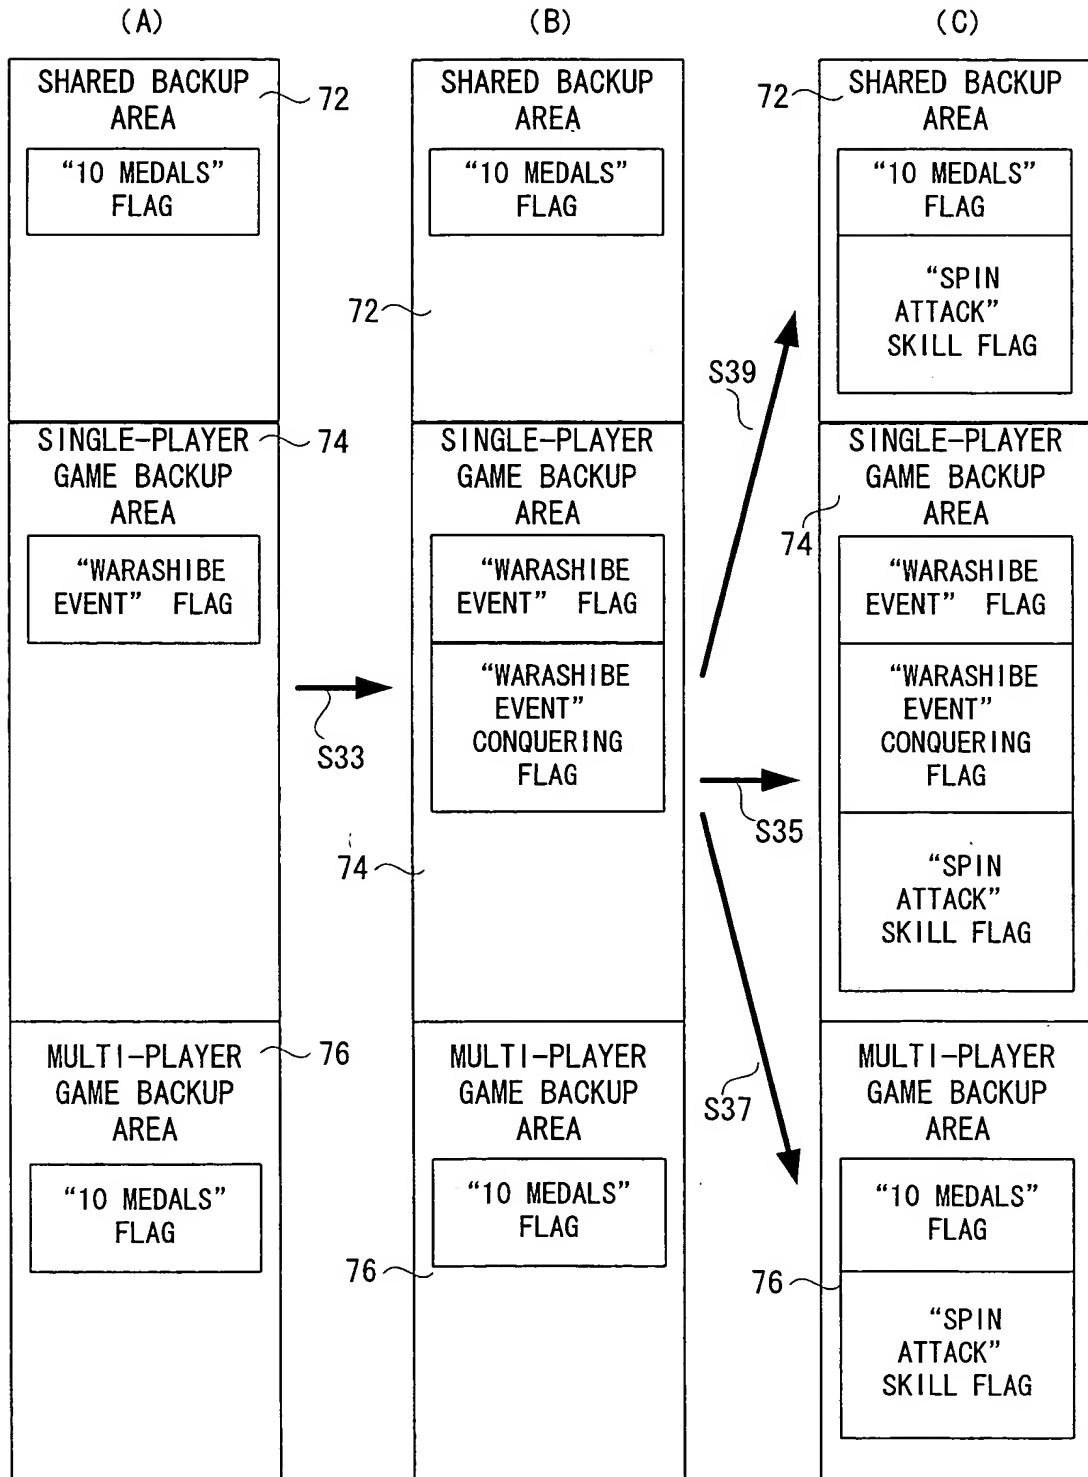 (A)
SHARED BACKUP
AREA
72
“10 MEDALS”
FLAG
SINGLE-PLAYER
GAME BACKUP
AREA
74
“WARASHIBE
EVENT” FLAG
MULTI-PLAYER
GAME BACKUP
AREA
76
“10 MEDALS”
FLAG
S33
(B)
SHARED BACKUP
AREA
“10 MEDALS”
FLAG
72
SINGLE-PLAYER
GAME BACKUP
AREA
“WARASHIBE
EVENT” FLAG
“WARASHIBE
EVENT”
CONQUERING
FLAG
74
MULTI-PLAYER
GAME BACKUP
AREA
“10 MEDALS”
FLAG
76
S39
S35
S37
(C)
72
SHARED BACKUP
AREA
“10 MEDALS”
FLAG
“SPIN
ATTACK”
SKILL FLAG
SINGLE-PLAYER
GAME BACKUP
AREA
74
“WARASHIBE
EVENT” FLAG
“WARASHIBE
EVENT”
CONQUERING
FLAG
“SPIN
ATTACK”
SKILL FLAG
MULTI-PLAYER
GAME BACKUP
AREA
“10 MEDALS”
FLAG
76
“SPIN
ATTACK”
SKILL FLAG